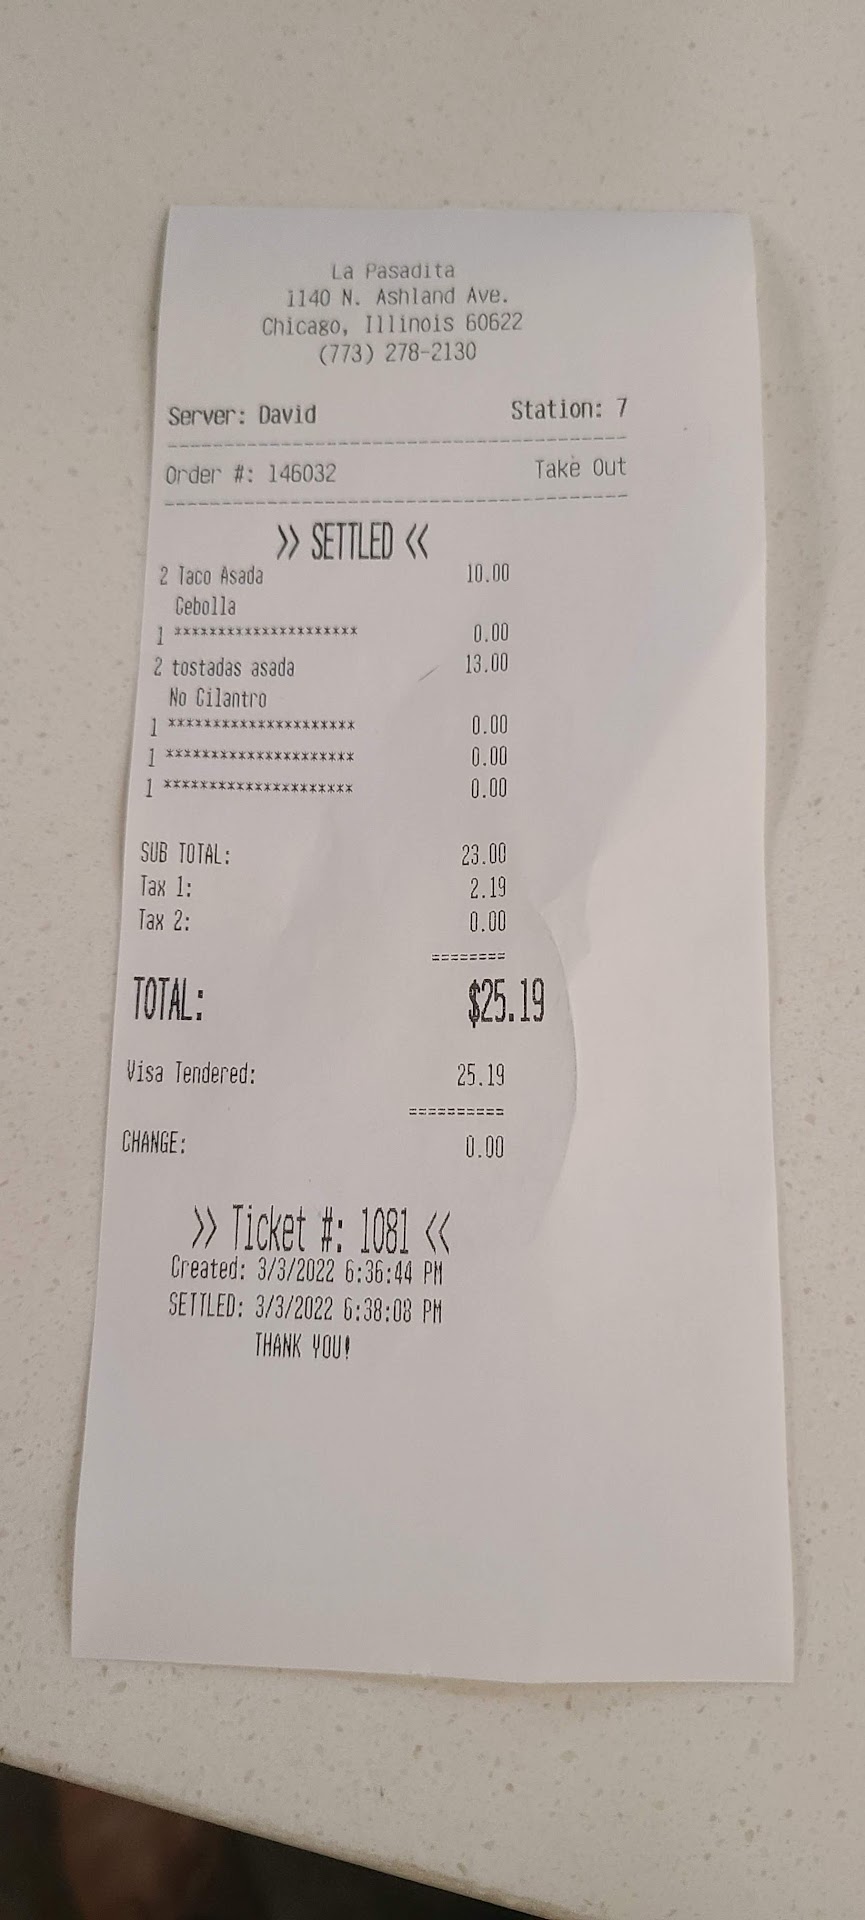 La Pasadita
1140 N. Ashland Ave.
Chicago, Illinois 60622
(773) 278-2130
Server: David Station: 7
--------------------------------------------
Order #: 146032 Take Out
--------------------------------------------
>> SETTLED <<
2 Taco Asada 10.00
Cebolla
1 ********************* 0.00
2 tostadas asada 13.00
No Cilantro
1 ********************* 0.00
1 ********************* 0.00
1 ********************* 0.00
SUB TOTAL: 23.00
Tax 1: 2.19
Tax 2: 0.00
========
TOTAL: $25.19
Visa Tendered: 25.19
==========
CHANGE: 0.00
>> Ticket #: 1081 <<
Created: 3/3/2022 6:36:44 PM
SETTLED: 3/3/2022 6:38:08 PM
THANK YOU!